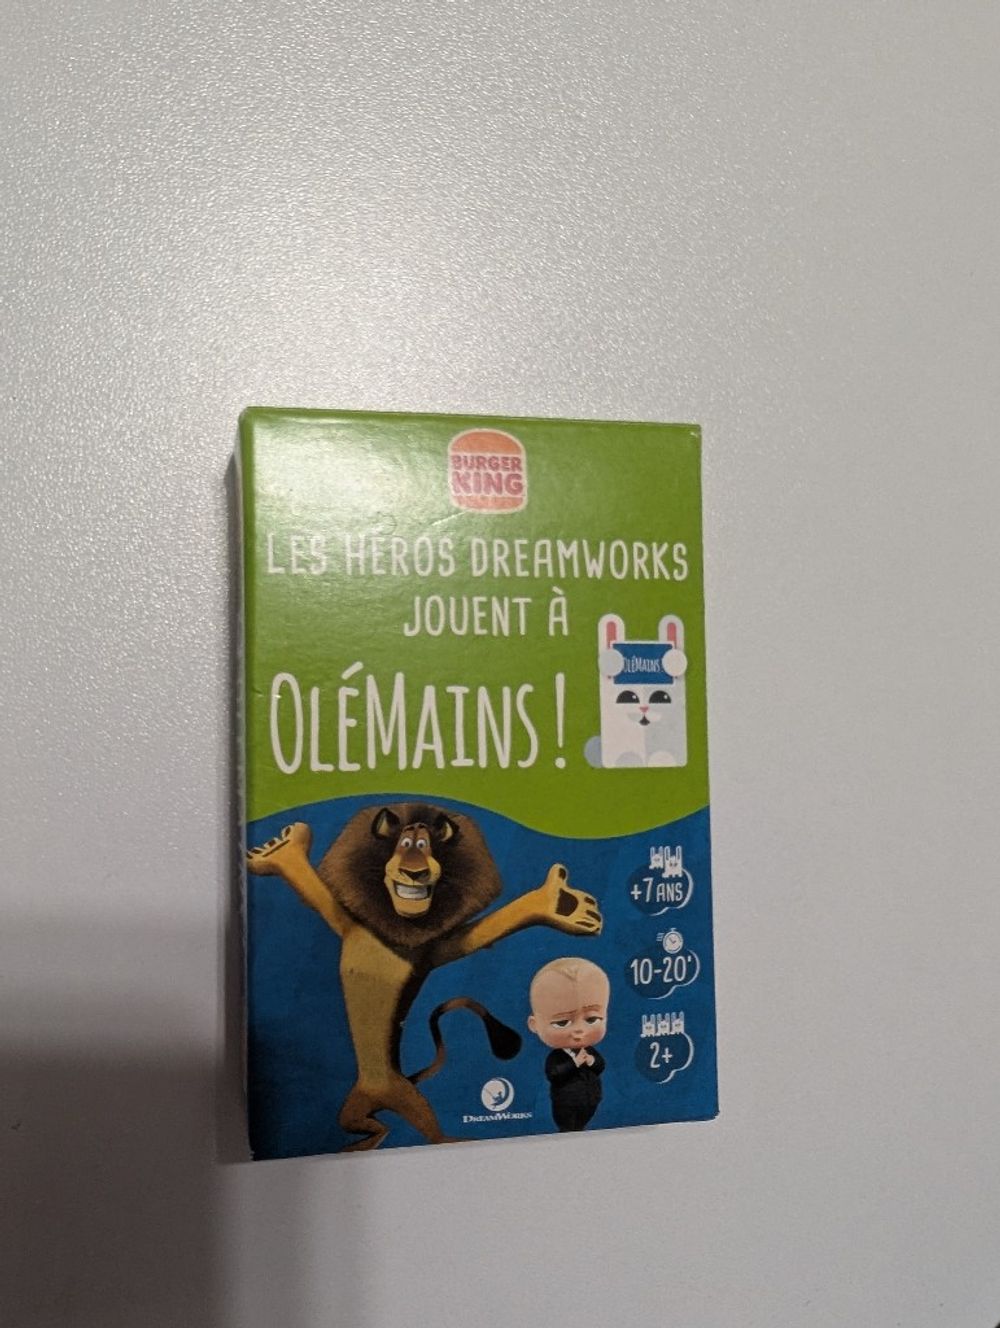 BURGER
KING
LES HÉROS DREAMWORKS
JOUENT À
OLÉMAINS !
OLÉMAINS
+7 ANS
10-20'
2+
DREAMWORKS